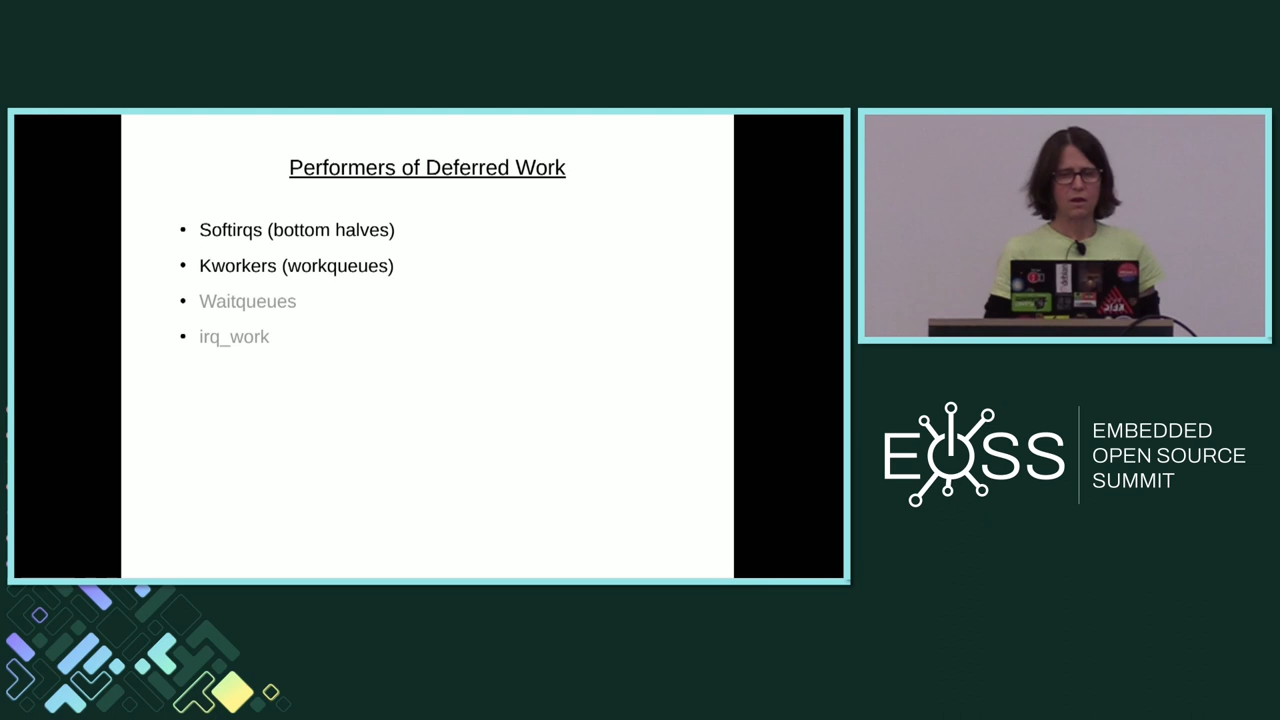 Performers of Deferred Work
• Softirqs (bottom halves)
• Kworkers (workqueues)
• Waitqueues
• irq_work
EOSS
EMBEDDED
OPEN SOURCE
SUMMIT